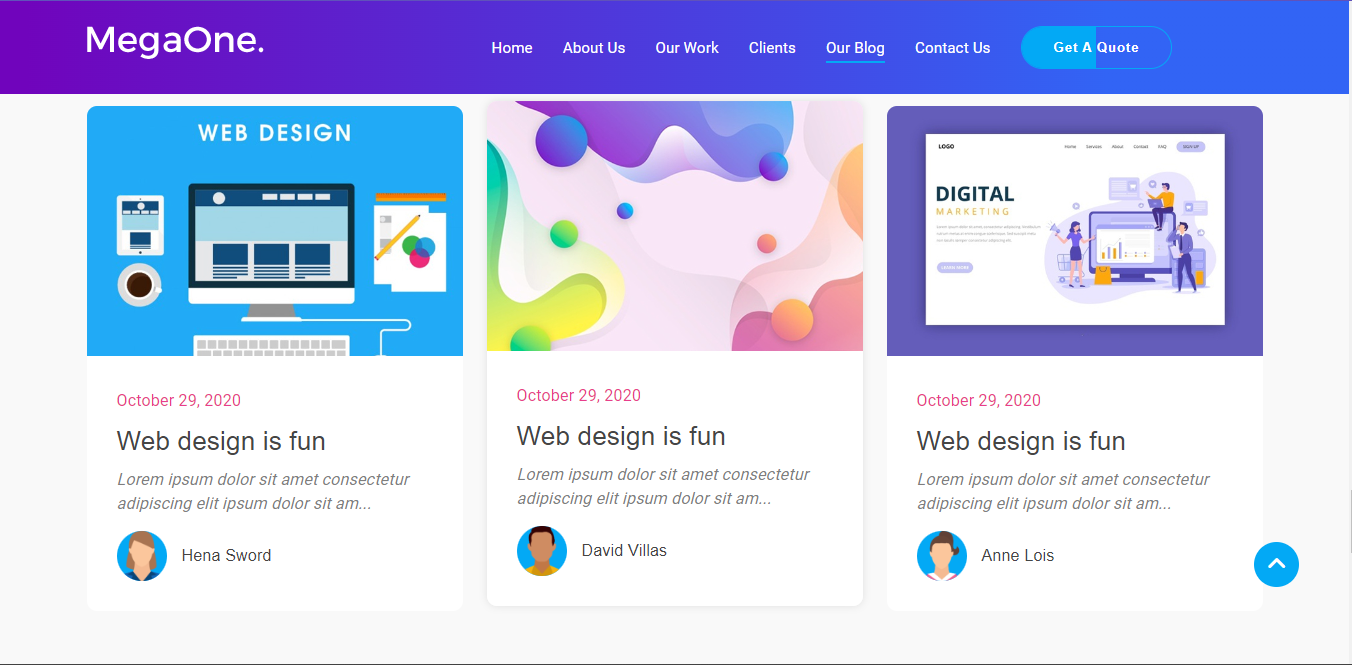 MegaOne.
Home About Us Our Work Clients Our Blog Contact Us Get A Quote
WEB DESIGN
LOGO
Home Services About Contact FAQ SIGN UP
DIGITAL
MARKETING
LEARN MORE
October 29, 2020
Web design is fun
Lorem ipsum dolor sit amet consectetur
adipiscing elit ipsum dolor sit am...
Hena Sword
October 29, 2020
Web design is fun
Lorem ipsum dolor sit amet consectetur
adipiscing elit ipsum dolor sit am...
David Villas
October 29, 2020
Web design is fun
Lorem ipsum dolor sit amet consectetur
adipiscing elit ipsum dolor sit am...
Anne Lois